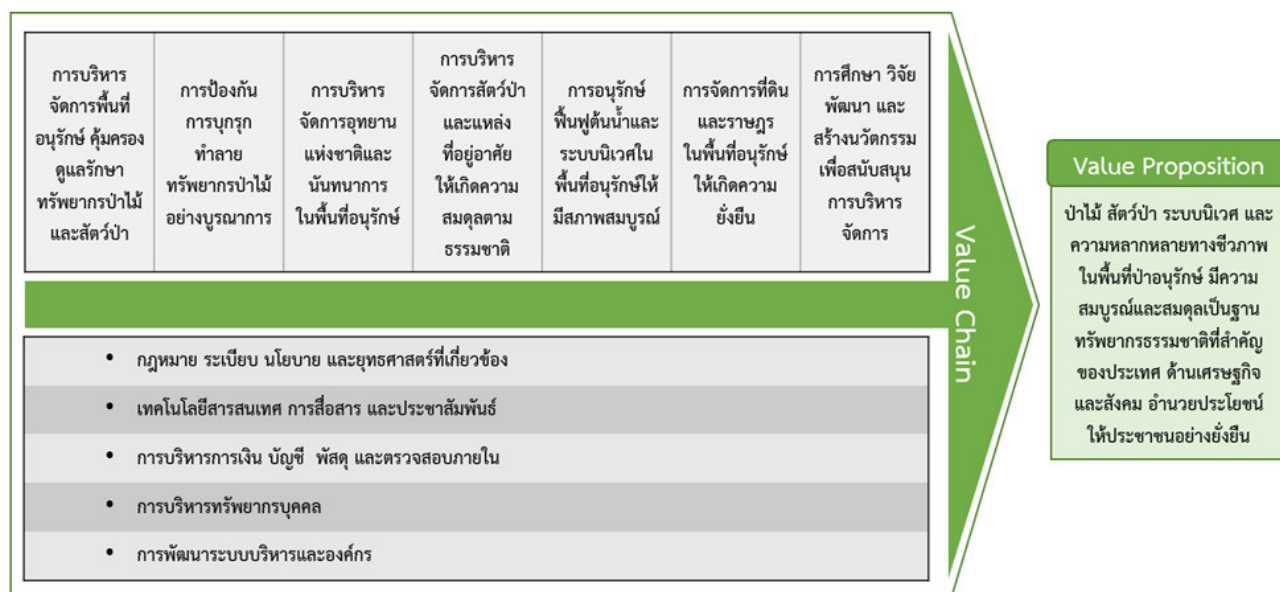 การบริหาร
จัดการพื้นที่
อนุรักษ์ คุ้มครอง
ดูแลรักษา
ทรัพยากรป่าไม้
และสัตว์ป่า
การป้องกัน
การบุกรุก
ทำลาย
ทรัพยากรป่าไม้
อย่างบูรณาการ
การบริหาร
จัดการอุทยาน
แห่งชาติและ
นันทนาการ
ในพื้นที่อนุรักษ์
การบริหาร
จัดการสัตว์ป่า
และแหล่ง
ที่อยู่อาศัย
ให้เกิดความ
สมดุลตาม
ธรรมชาติ
การอนุรักษ์
ฟื้นฟูต้นน้ำและ
ระบบนิเวศใน
พื้นที่อนุรักษ์ให้
มีสภาพสมบูรณ์
การจัดการที่ดิน
และราษฎร
ในพื้นที่อนุรักษ์
ให้เกิดความ
ยั่งยืน
การศึกษา วิจัย
พัฒนา และ
สร้างนวัตกรรม
เพื่อสนับสนุน
การบริหาร
จัดการ
• กฎหมาย ระเบียบ นโยบาย และยุทธศาสตร์ที่เกี่ยวข้อง
• เทคโนโลยีสารสนเทศ การสื่อสาร และประชาสัมพันธ์
• การบริหารการเงิน บัญชี พัสดุ และตรวจสอบภายใน
• การบริหารทรัพยากรบุคคล
• การพัฒนาระบบบริหารและองค์กร
Value Chain
Value Proposition
ป่าไม้ สัตว์ป่า ระบบนิเวศ และ
ความหลากหลายทางชีวภาพ
ในพื้นที่ป่าอนุรักษ์ มีความ
สมบูรณ์และสมดุลเป็นฐาน
ทรัพยากรธรรมชาติที่สำคัญ
ของประเทศ ด้านเศรษฐกิจ
และสังคม อำนวยประโยชน์
ให้ประชาชนอย่างยั่งยืน